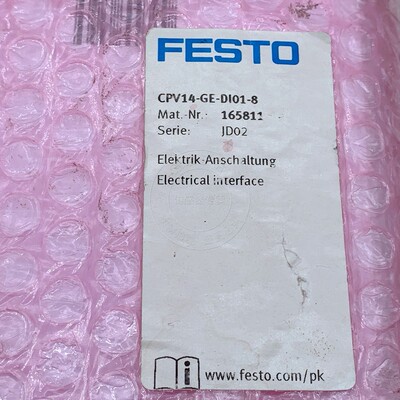 FESTO
CPV14-GE-DI01-8
Mat.-Nr.: 165811
Serie: JD02
Elektrik-Anschaltung
Electrical interface
www.festo.com/pk